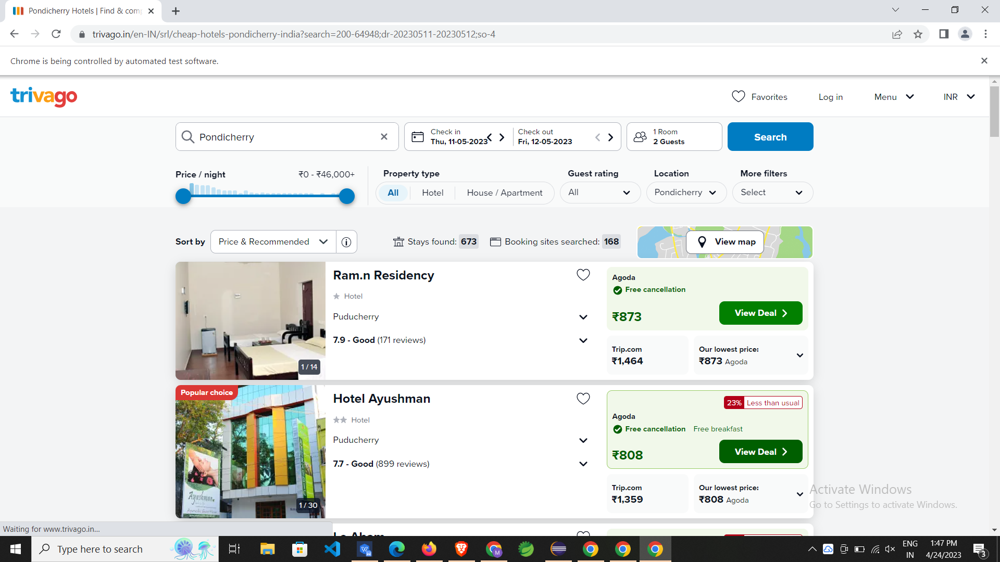 Pondicherry Hotels | Find & com
trivago.in/en-IN/srl/cheap-hotels-pondicherry-india?search=200-64948;dr-20230511-20230512;so-4
Chrome is being controlled by automated test software.
trivago
Favorites
Log in
Menu
INR
Pondicherry
Check in
Thu, 11-05-2023
Check out
Fri, 12-05-2023
1 Room
2 Guests
Search
Price / night
₹0 - ₹46,000+
Property type
All
Hotel
House / Apartment
Guest rating
All
Location
Pondicherry
More filters
Select
Sort by
Price & Recommended
Stays found: 673
Booking sites searched: 168
View map
Ram.n Residency
Hotel
Puducherry
7.9 - Good (171 reviews)
1 / 14
Agoda
Free cancellation
₹873
View Deal
Trip.com
₹1,464
Our lowest price:
₹873 Agoda
Popular choice
Hotel Ayushman
Hotel
Puducherry
7.7 - Good (899 reviews)
Ayushman
1 / 30
23% Less than usual
Agoda
Free cancellation Free breakfast
₹808
View Deal
Trip.com
₹1,359
Our lowest price:
₹808 Agoda
Activate Windows
Go to Settings to activate Windows.
Waiting for www.trivago.in...
Type here to search
ENG
IN
1:47 PM
4/24/2023
3